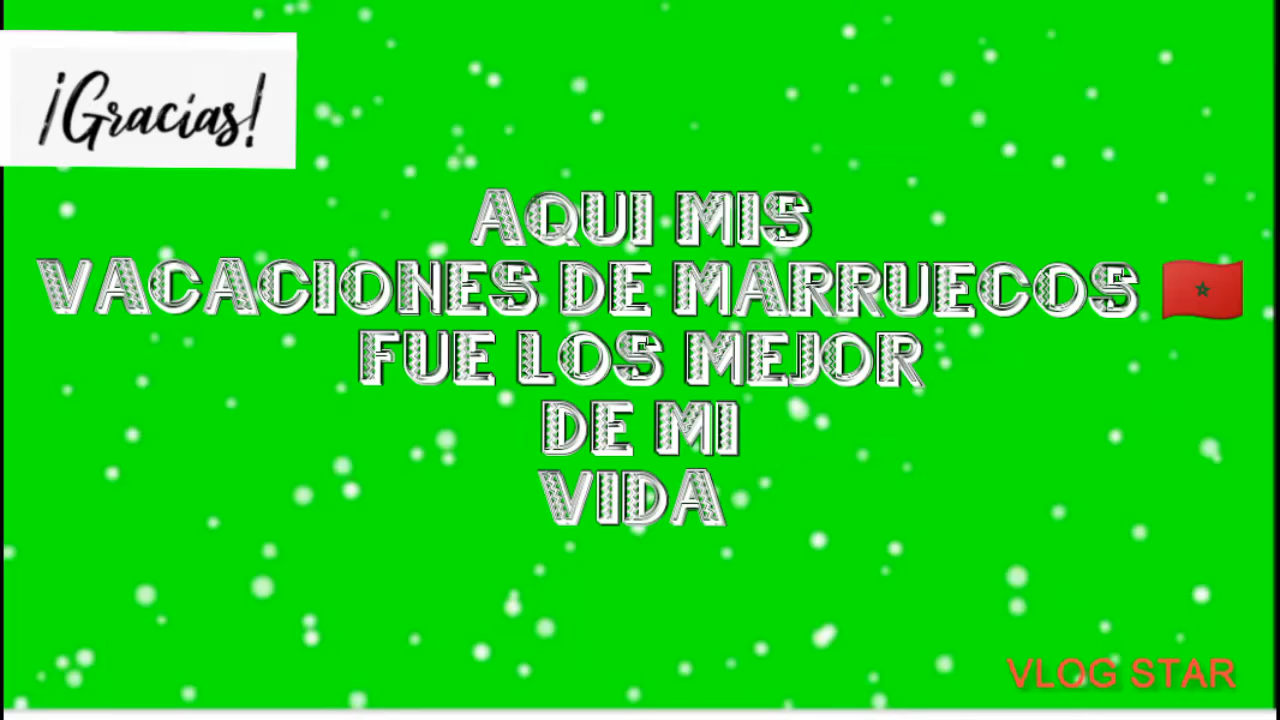 ¡Gracias!
AQUI MIS
VACACIONES DE MARRUECOS 🇲🇦
FUE LOS MEJOR
DE MI
VIDA
VLOG STAR